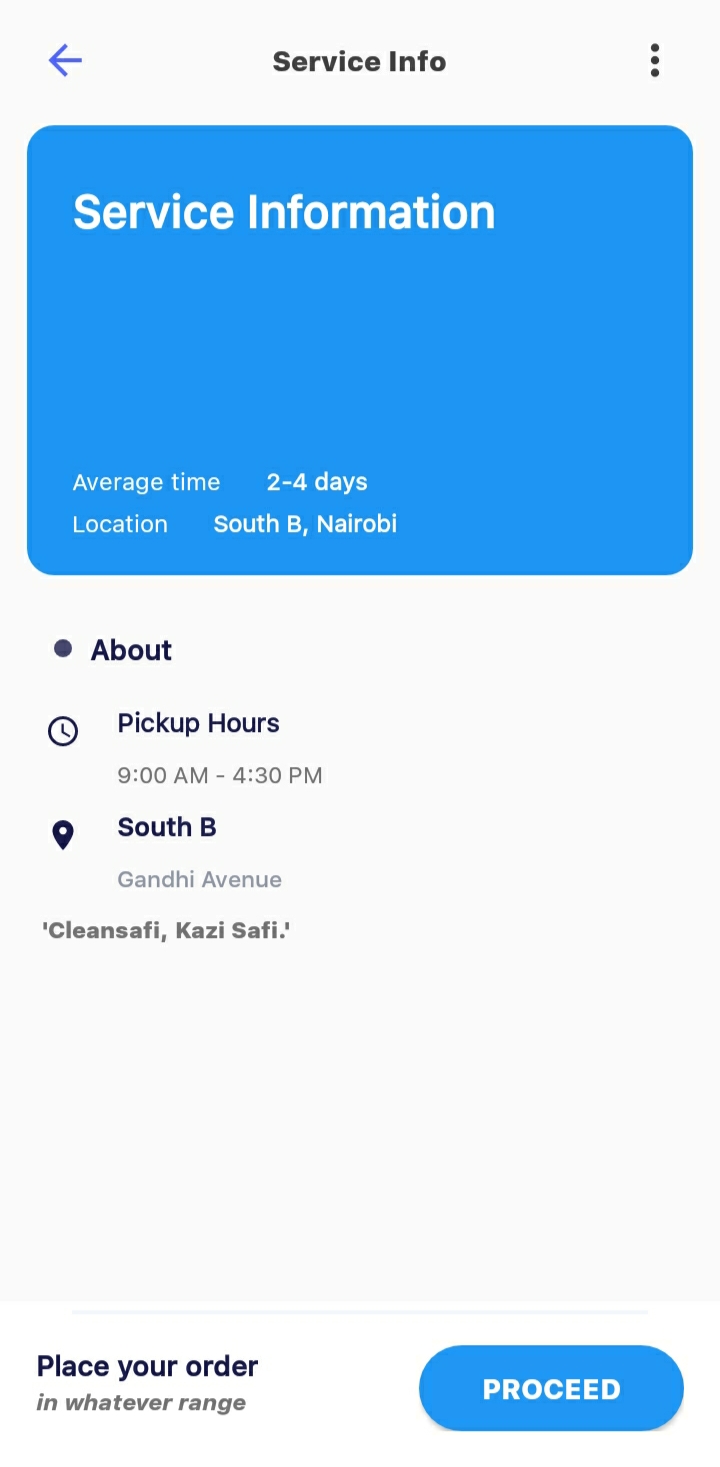 Service Info
Service Information
Average time 2-4 days
Location South B, Nairobi
About
Pickup Hours
9:00 AM - 4:30 PM
South B
Gandhi Avenue
'Cleansafi, Kazi Safi.'
Place your order
in whatever range
PROCEED